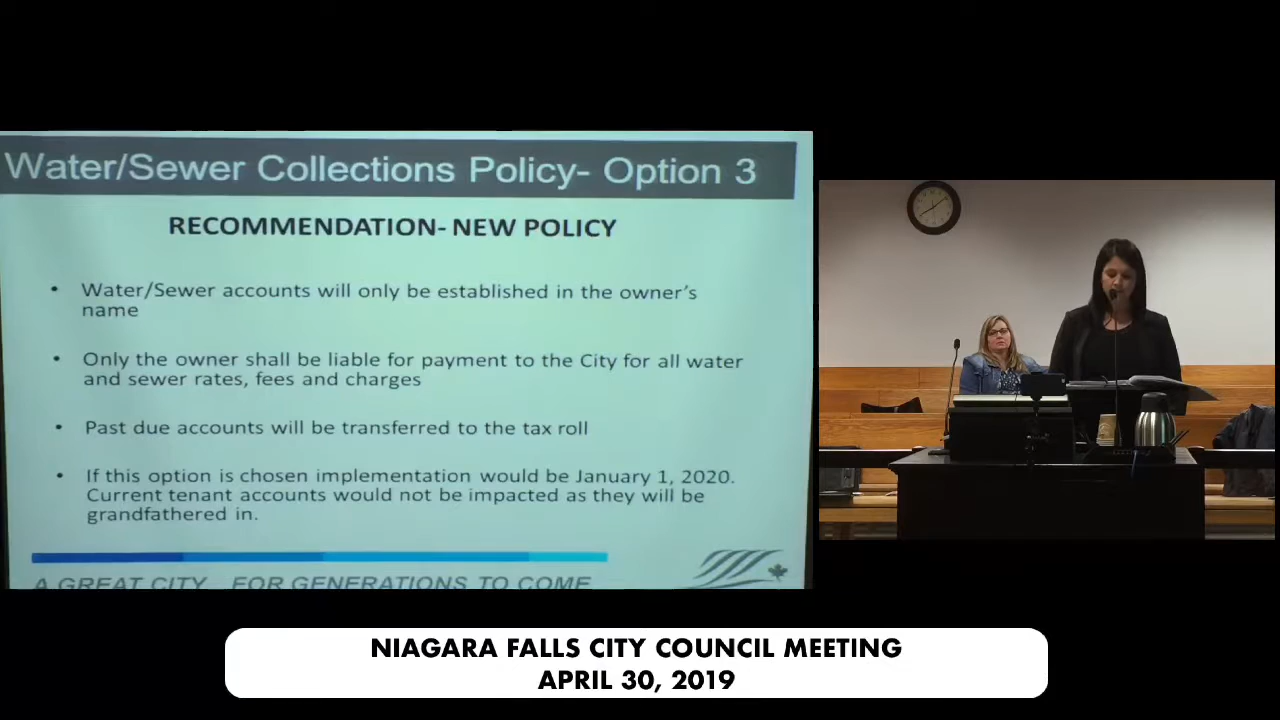 Water/Sewer Collections Policy- Option 3
RECOMMENDATION- NEW POLICY
• Water/Sewer accounts will only be established in the owner's
name
• Only the owner shall be liable for payment to the City for all water
and sewer rates, fees and charges
• Past due accounts will be transferred to the tax roll
• If this option is chosen implementation would be January 1, 2020.
Current tenant accounts would not be impacted as they will be
grandfathered in.
A GREAT CITY... FOR GENERATIONS TO COME
NIAGARA FALLS CITY COUNCIL MEETING
APRIL 30, 2019